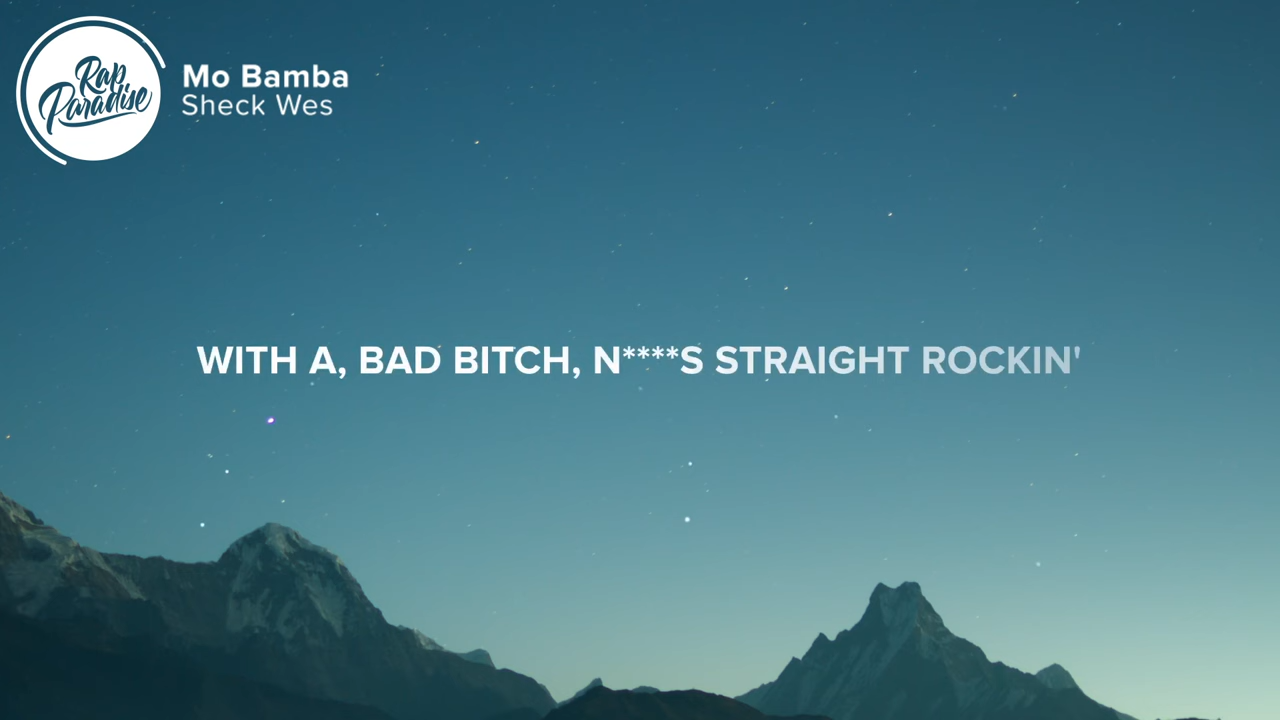 Rap
Paradise
Mo Bamba
Sheck Wes
WITH A, BAD BITCH, N****S STRAIGHT ROCKIN'